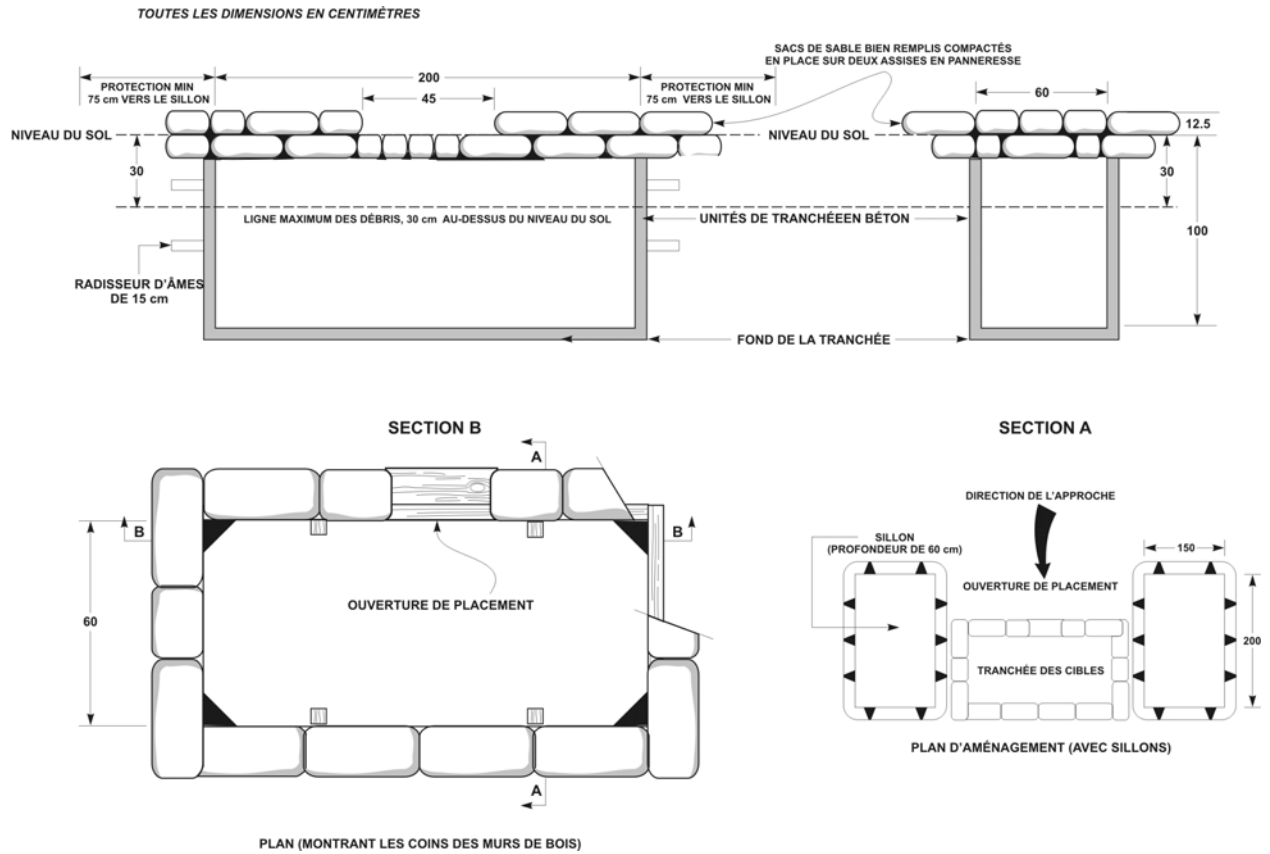 TOUTES LES DIMENSIONS EN CENTIMÈTRES
SACS DE SABLE BIEN REMPLIS COMPACTÉS
EN PLACE SUR DEUX ASSISES EN PANNERESSE
PROTECTION MIN
75 cm VERS LE SILLON
200
45
PROTECTION MIN
75 cm VERS LE SILLON
60
NIVEAU DU SOL
NIVEAU DU SOL
12.5
30
30
100
LIGNE MAXIMUM DES DÉBRIS, 30 cm AU-DESSUS DU NIVEAU DU SOL
UNITÉS DE TRANCHÉEEN BÉTON
RADISSEUR D'ÂMES
DE 15 cm
FOND DE LA TRANCHÉE
SECTION B
SECTION A
A
B
B
60
OUVERTURE DE PLACEMENT
A
PLAN (MONTRANT LES COINS DES MURS DE BOIS)
DIRECTION DE L'APPROCHE
SILLON
(PROFONDEUR DE 60 cm)
150
OUVERTURE DE PLACEMENT
200
TRANCHÉE DES CIBLES
PLAN D'AMÉNAGEMENT (AVEC SILLONS)